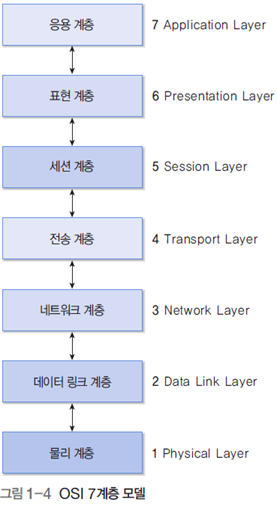 응용 계층 7 Application Layer
표현 계층 6 Presentation Layer
세션 계층 5 Session Layer
전송 계층 4 Transport Layer
네트워크 계층 3 Network Layer
데이터 링크 계층 2 Data Link Layer
물리 계층 1 Physical Layer
그림 1-4 OSI 7계층 모델